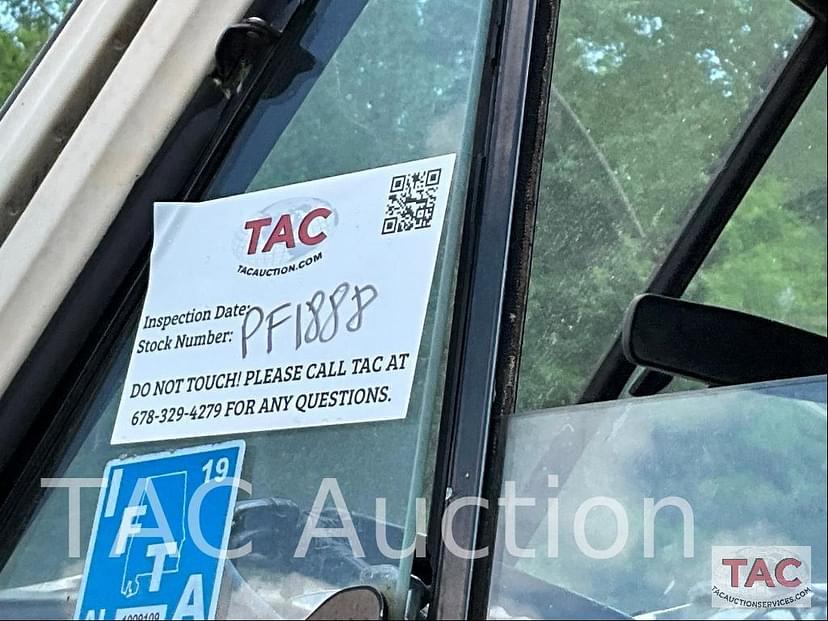 TAC
TACAUCTION.COM
Inspection Date:
Stock Number: PF1888
DO NOT TOUCH! PLEASE CALL TAC AT
678-329-4279 FOR ANY QUESTIONS.
19
IFTA
AL
TAC Auction
TAC
TACAUCTIONSERVICES.COM